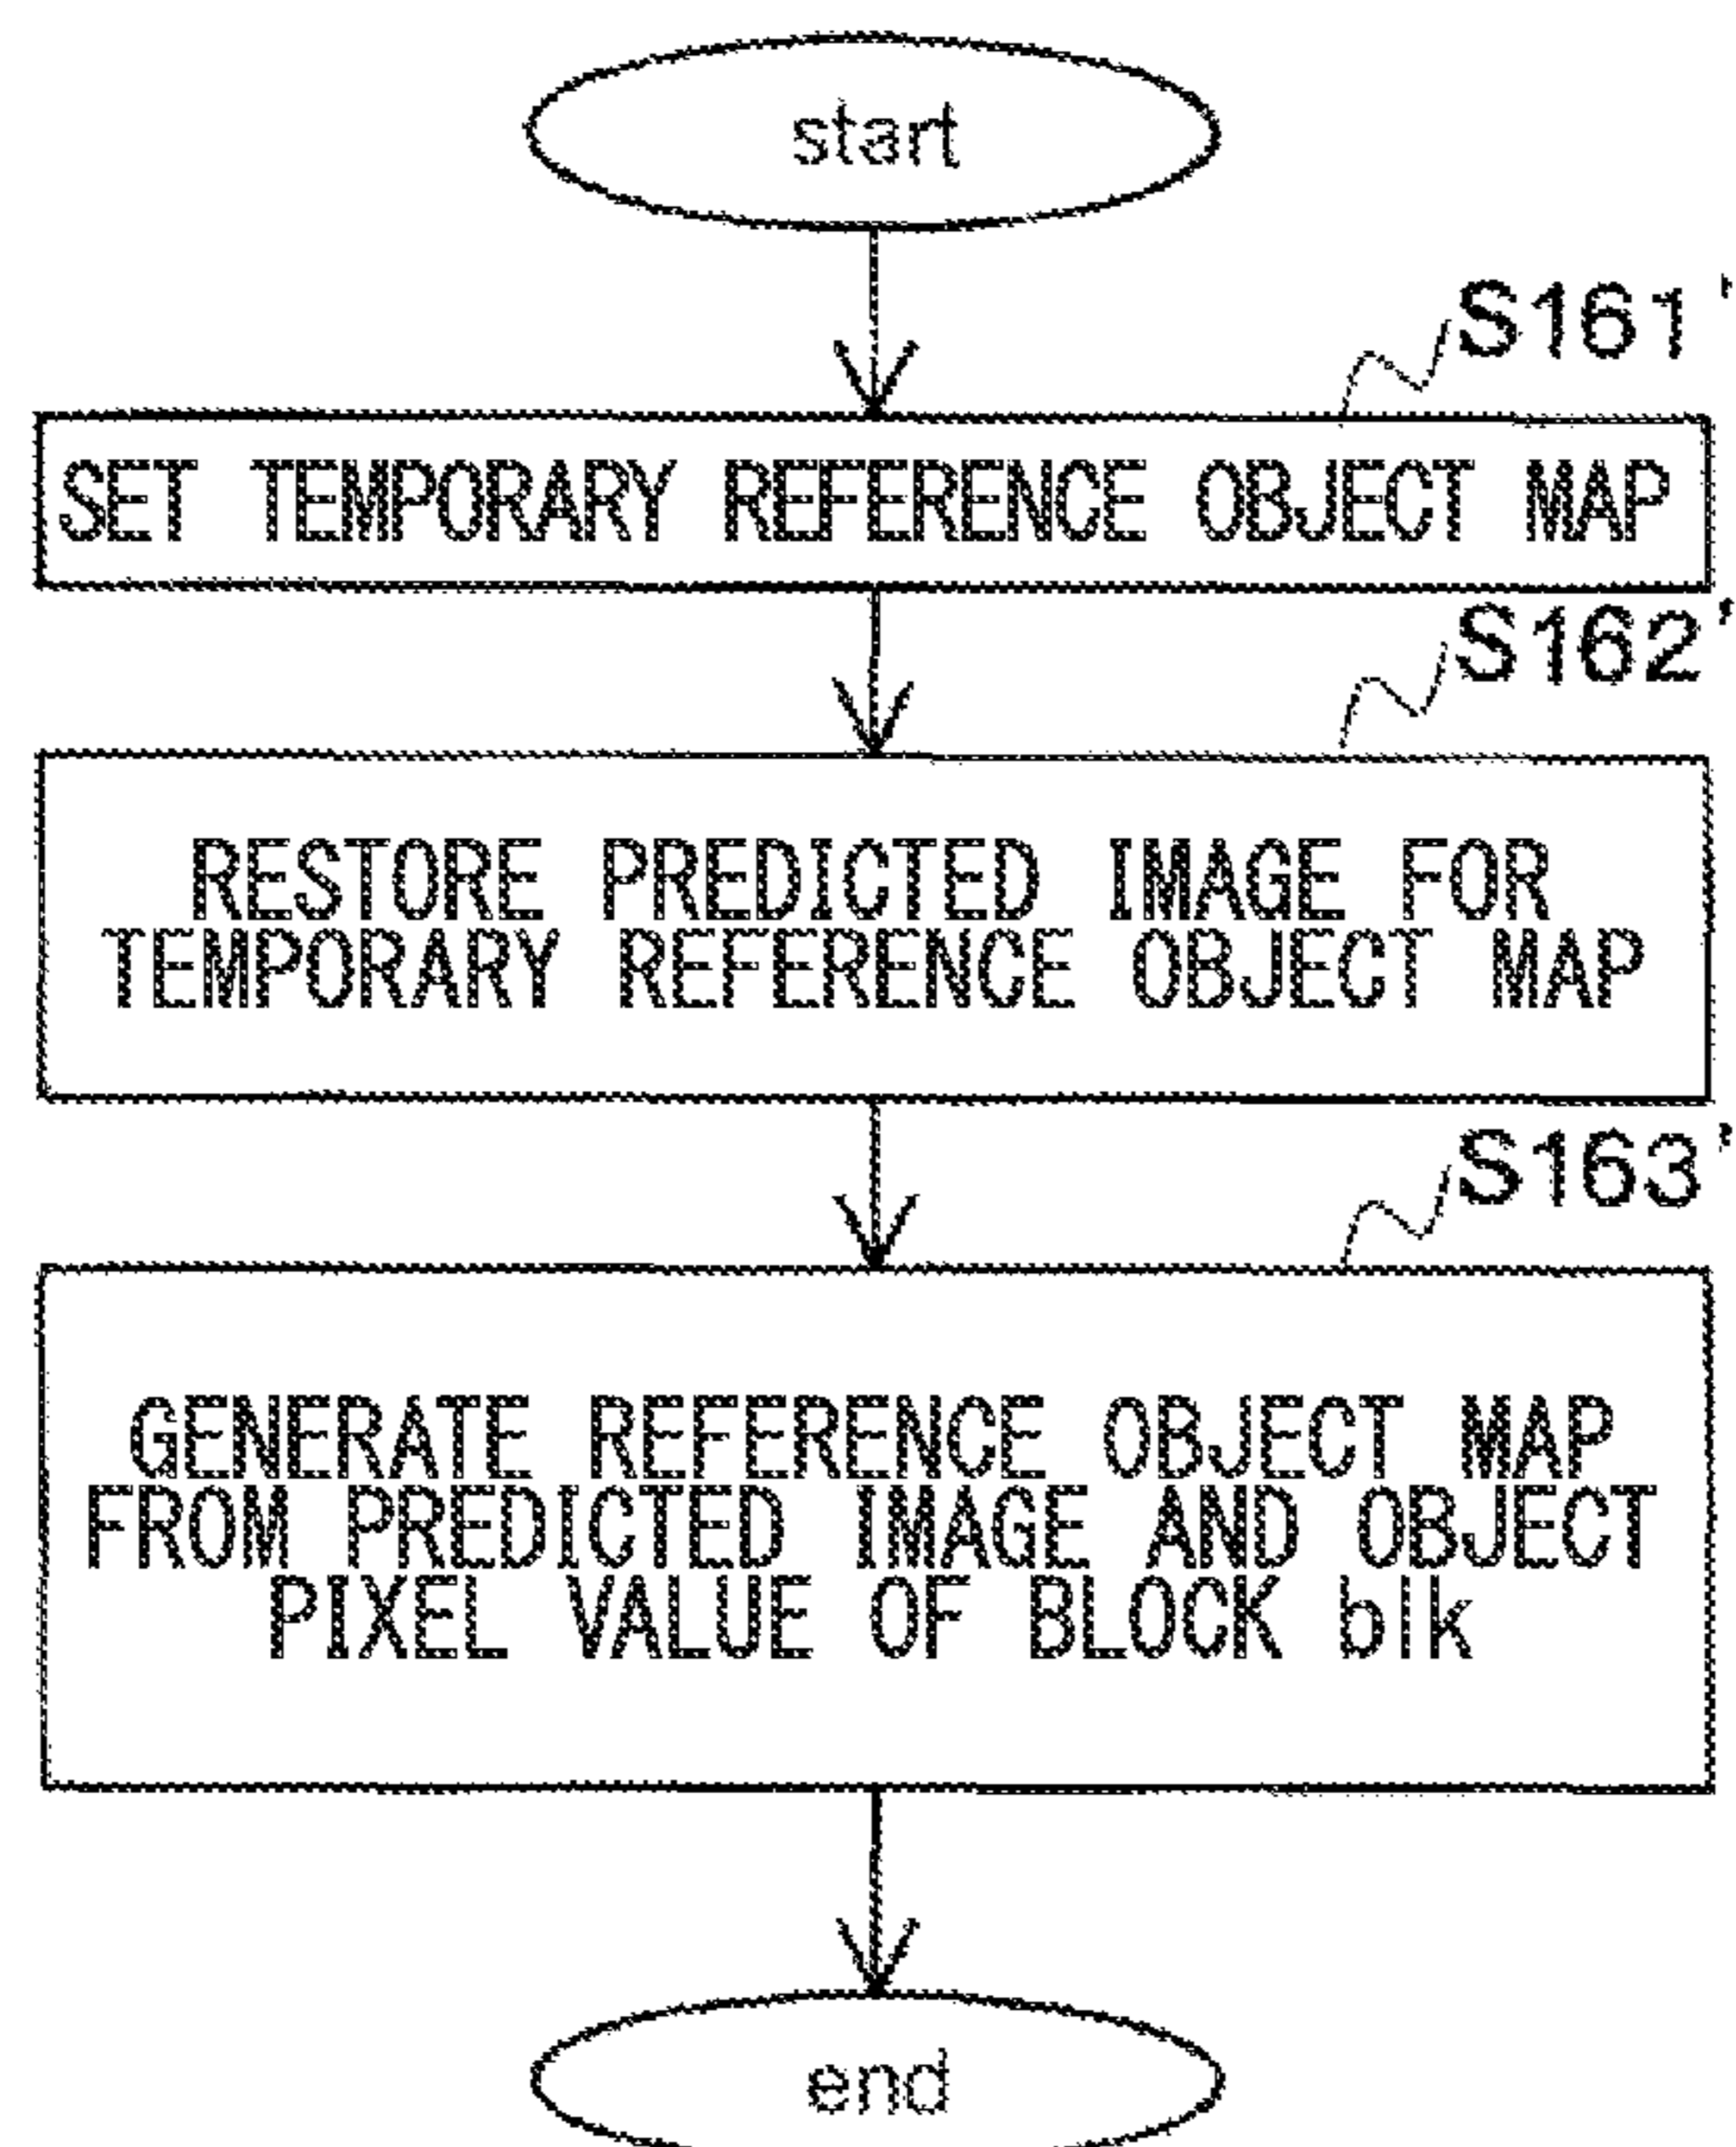 start
S161'
SET TEMPORARY REFERENCE OBJECT MAP
S162'
RESTORE PREDICTED IMAGE FOR
TEMPORARY REFERENCE OBJECT MAP
S163'
GENERATE REFERENCE OBJECT MAP
FROM PREDICTED IMAGE AND OBJECT
PIXEL VALUE OF BLOCK blk
end